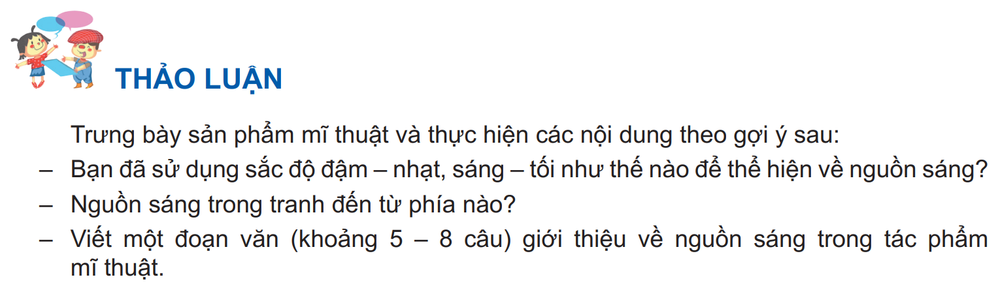 THẢO LUẬN
Trưng bày sản phẩm mĩ thuật và thực hiện các nội dung theo gợi ý sau:
– Bạn đã sử dụng sắc độ đậm – nhạt, sáng – tối như thế nào để thể hiện về nguồn sáng?
– Nguồn sáng trong tranh đến từ phía nào?
– Viết một đoạn văn (khoảng 5 – 8 câu) giới thiệu về nguồn sáng trong tác phẩm
mĩ thuật.